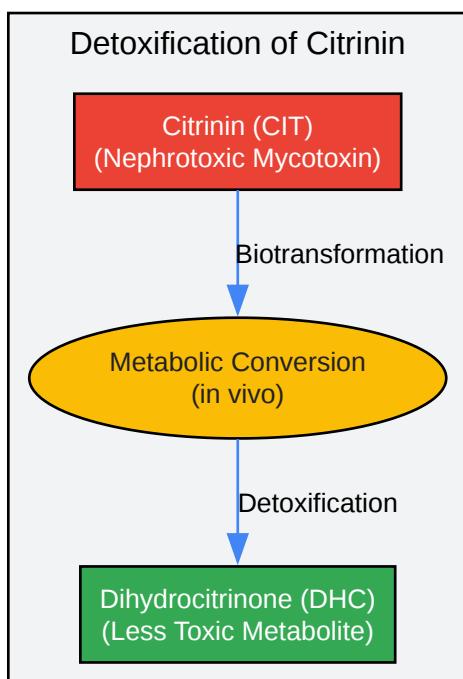 Detoxification of Citrinin
Citrinin (CIT)
(Nephrotoxic Mycotoxin)
Biotransformation
Metabolic Conversion
(in vivo)
Detoxification
Dihydrocitrinone (DHC)
(Less Toxic Metabolite)